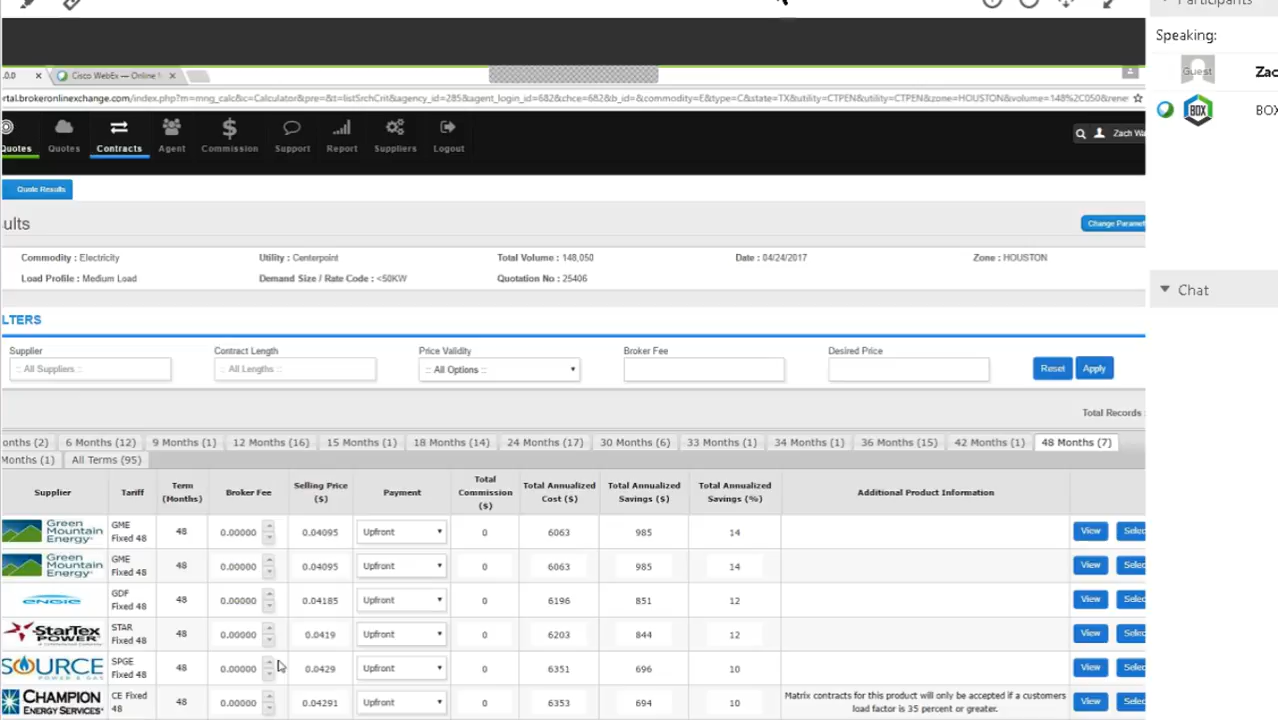 Participants
Speaking:
Guest
Zac
BOX
BOX
Chat
.0.0 × Cisco WebEx — Online ×
rtal.brokeronlinexchange.com/index.php?m=mng_calc&c=Calculator&pre=&t=listSrchCrit&agency_id=285&agent_login_id=682&chce=682&b_id=&commodity=E&type=C&state=TX&utility=CTPEN&utility=CTPEN&zone=HOUSTON&volume=148%2C050&rene
Quotes Quotes Contracts Agent Commission Support Report Suppliers Logout Zach Wa
Quote Results
ults
Change Paramet
Commodity : Electricity Utility : Centerpoint Total Volume : 148,050 Date : 04/24/2017 Zone : HOUSTON
Load Profile : Medium Load Demand Size / Rate Code : <50KW Quotation No : 25406
LTERS
Supplier Contract Length Price Validity Broker Fee Desired Price
:: All Suppliers :: :: All Lengths :: :: All Options :: Reset Apply
Total Records :
onths (2) 6 Months (12) 9 Months (1) 12 Months (16) 15 Months (1) 18 Months (14) 24 Months (17) 30 Months (6) 33 Months (1) 34 Months (1) 36 Months (15) 42 Months (1) 48 Months (7)
Months (1) All Terms (95)
Supplier Tariff Term (Months) Broker Fee Selling Price ($) Payment Total Commission ($) Total Annualized Cost ($) Total Annualized Savings ($) Total Annualized Savings (%) Additional Product Information
Green Mountain Energy GME Fixed 48 48 0.00000 0.04095 Upfront 0 6063 985 14 View Selec
Green Mountain Energy GME Fixed 48 48 0.00000 0.04095 Upfront 0 6063 985 14 View Selec
ENGIE GDF Fixed 48 48 0.00000 0.04185 Upfront 0 6196 851 12 View Selec
StarTex POWER STAR Fixed 48 48 0.00000 0.0419 Upfront 0 6203 844 12 View Selec
SOURCE POWER & GAS SPGE Fixed 48 48 0.00000 0.0429 Upfront 0 6351 696 10 View Selec
CHAMPION ENERGY SERVICES CE Fixed 48 48 0.00000 0.04291 Upfront 0 6353 694 10 Matrix contracts for this product will only be accepted if a customers load factor is 35 percent or greater. View Selec